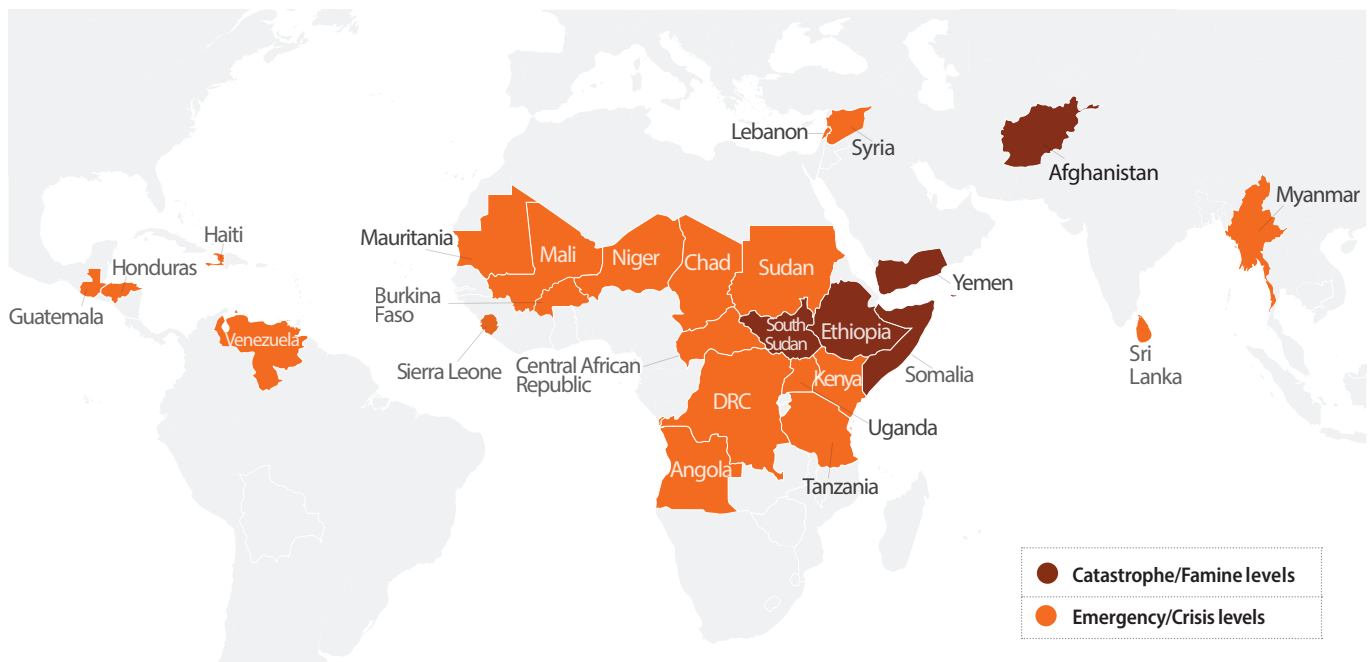 Lebanon
Syria
Afghanistan
Myanmar
Haiti
Honduras
Guatemala
Venezuela
Mauritania
Mali
Niger
Chad
Sudan
Yemen
Burkina
Faso
South
Sudan
Ethiopia
Sierra Leone
Central African
Republic
Somalia
Sri
Lanka
Kenya
DRC
Uganda
Angola
Tanzania
Catastrophe/Famine levels
Emergency/Crisis levels